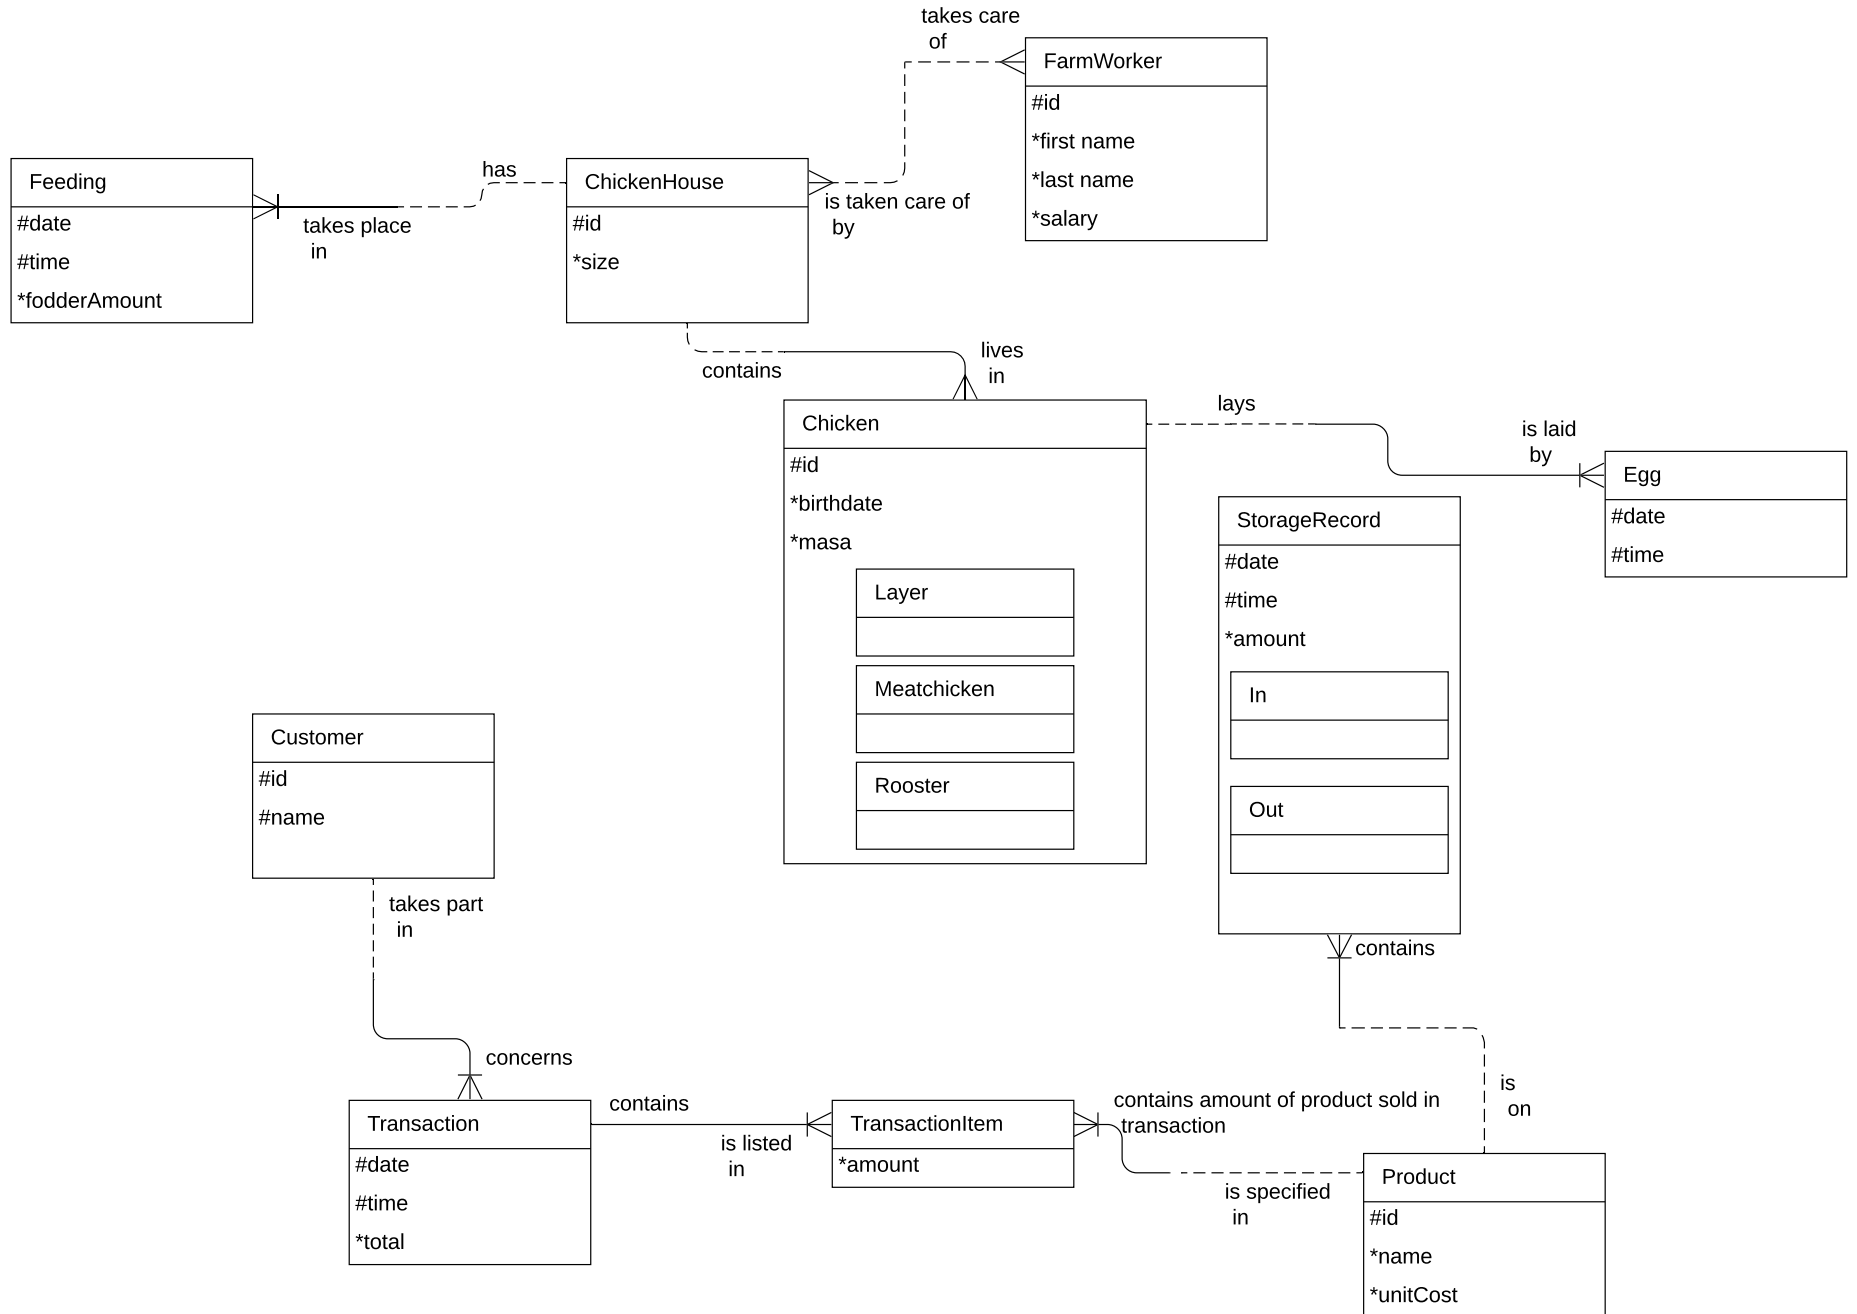 takes care
of
FarmWorker
#id
*first name
*last name
*salary
Feeding
#date
#time
*fodderAmount
has
takes place
in
ChickenHouse
#id
*size
is taken care of
by
contains
lives
in
Chicken
#id
*birthdate
*masa
Layer
Meatchicken
Rooster
lays
is laid
by
Egg
#date
#time
StorageRecord
#date
#time
*amount
In
Out
contains
Customer
#id
#name
takes part
in
concerns
Transaction
#date
#time
*total
contains
is listed
in
TransactionItem
*amount
contains amount of product sold in
transaction
is specified
in
is
on
Product
#id
*name
*unitCost